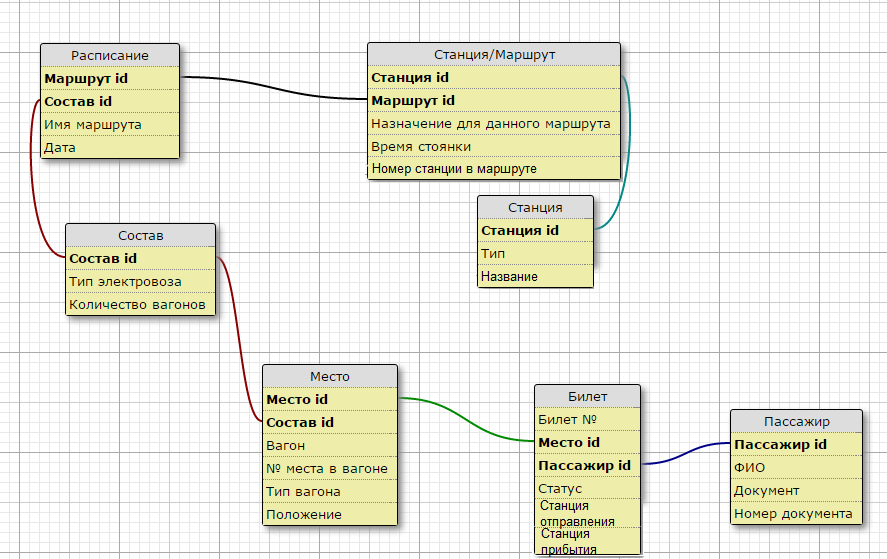 Расписание
Маршрут id
Состав id
Имя маршрута
Дата
Станция/Маршрут
Станция id
Маршрут id
Назначение для данного маршрута
Время стоянки
Номер станции в маршруте
Станция
Станция id
Тип
Название
Состав
Состав id
Тип электровоза
Количество вагонов
Место
Место id
Состав id
Вагон
№ места в вагоне
Тип вагона
Положение
Билет
Билет №
Место id
Пассажир id
Статус
Станция
отправления
Станция
прибытия
Пассажир
Пассажир id
ФИО
Документ
Номер документа